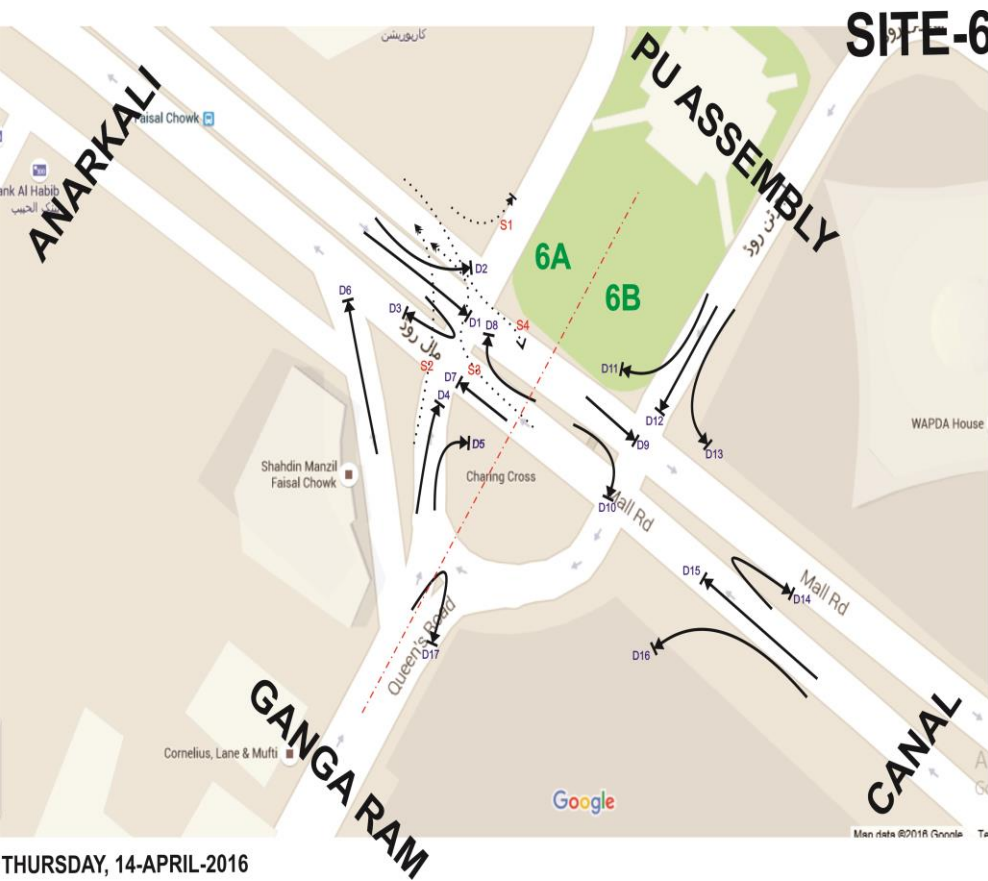 SITE-6
کارپوریشن
PU ASSEMBLY
ANARKALI
Faisal Chowk
Bank Al Habib
بینک الحبیب
S1
6A
6B
D2
D6
D3
D1
D8
S4
مال روڈ
S2
S3
D7
D4
D11
D12
D13
D9
D5
WAPDA House
Shahdin Manzil
Faisal Chowk
Charing Cross
D10
Mall Rd
D15
D14
Mall Rd
D16
D17
Queen's Road
GANGA RAM
CANAL
Cornelius, Lane & Mufti
Google
Map data ©2016 Google
THURSDAY, 14-APRIL-2016